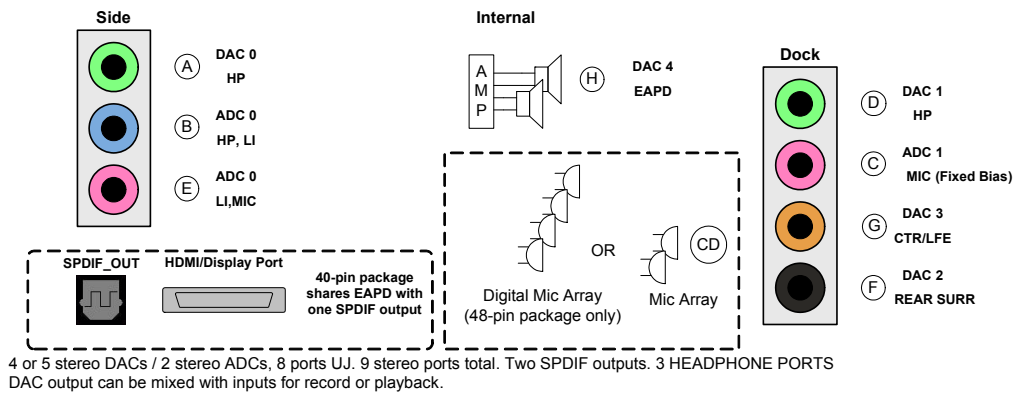 Side
A
DAC 0
HP
B
ADC 0
HP, LI
E
ADC 0
LI,MIC
Internal
A
M
P
H
DAC 4
EAPD
Dock
D
DAC 1
HP
C
ADC 1
MIC (Fixed Bias)
G
DAC 3
CTR/LFE
F
DAC 2
REAR SURR
SPDIF_OUT
HDMI/Display Port
40-pin package
shares EAPD with
one SPDIF output
OR
CD
Digital Mic Array
(48-pin package only)
Mic Array
4 or 5 stereo DACs / 2 stereo ADCs, 8 ports UJ. 9 stereo ports total. Two SPDIF outputs. 3 HEADPHONE PORTS
DAC output can be mixed with inputs for record or playback.